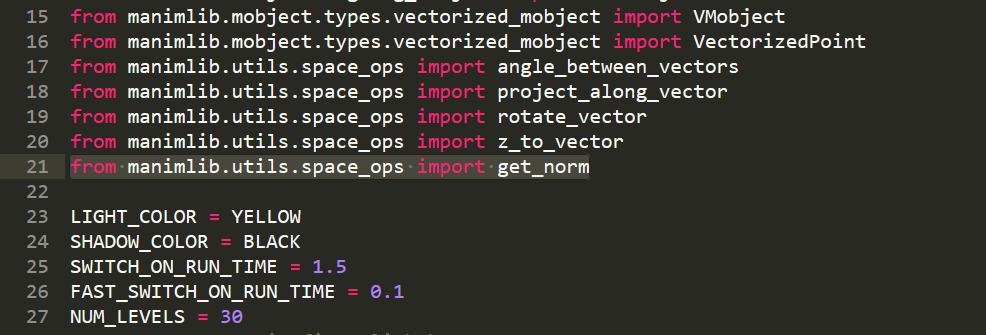 15 from manimlib.mobject.types.vectorized_mobject import VMobject
16 from manimlib.mobject.types.vectorized_mobject import VectorizedPoint
17 from manimlib.utils.space_ops import angle_between_vectors
18 from manimlib.utils.space_ops import project_along_vector
19 from manimlib.utils.space_ops import rotate_vector
20 from manimlib.utils.space_ops import z_to_vector
21 from manimlib.utils.space_ops import get_norm
22
23 LIGHT_COLOR = YELLOW
24 SHADOW_COLOR = BLACK
25 SWITCH_ON_RUN_TIME = 1.5
26 FAST_SWITCH_ON_RUN_TIME = 0.1
27 NUM_LEVELS = 30